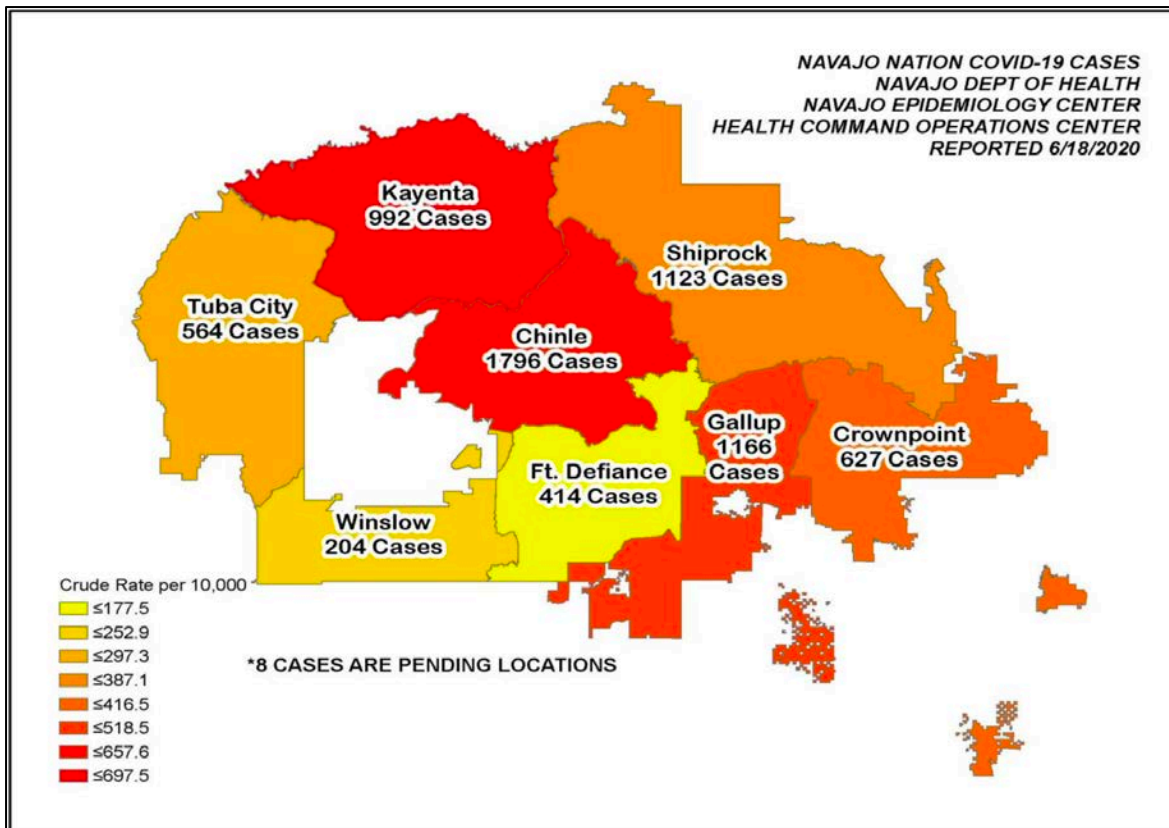 NAVAJO NATION COVID-19 CASES
NAVAJO DEPT OF HEALTH
NAVAJO EPIDEMIOLOGY CENTER
HEALTH COMMAND OPERATIONS CENTER
REPORTED 6/18/2020
Kayenta
992 Cases
Shiprock
1123 Cases
Tuba City
564 Cases
Chinle
1796 Cases
Gallup
1166
Cases
Crownpoint
627 Cases
Ft. Defiance
414 Cases
Winslow
204 Cases
Crude Rate per 10,000
≤177.5
≤252.9
≤297.3
≤387.1
≤416.5
≤518.5
≤657.6
≤697.5
*8 CASES ARE PENDING LOCATIONS